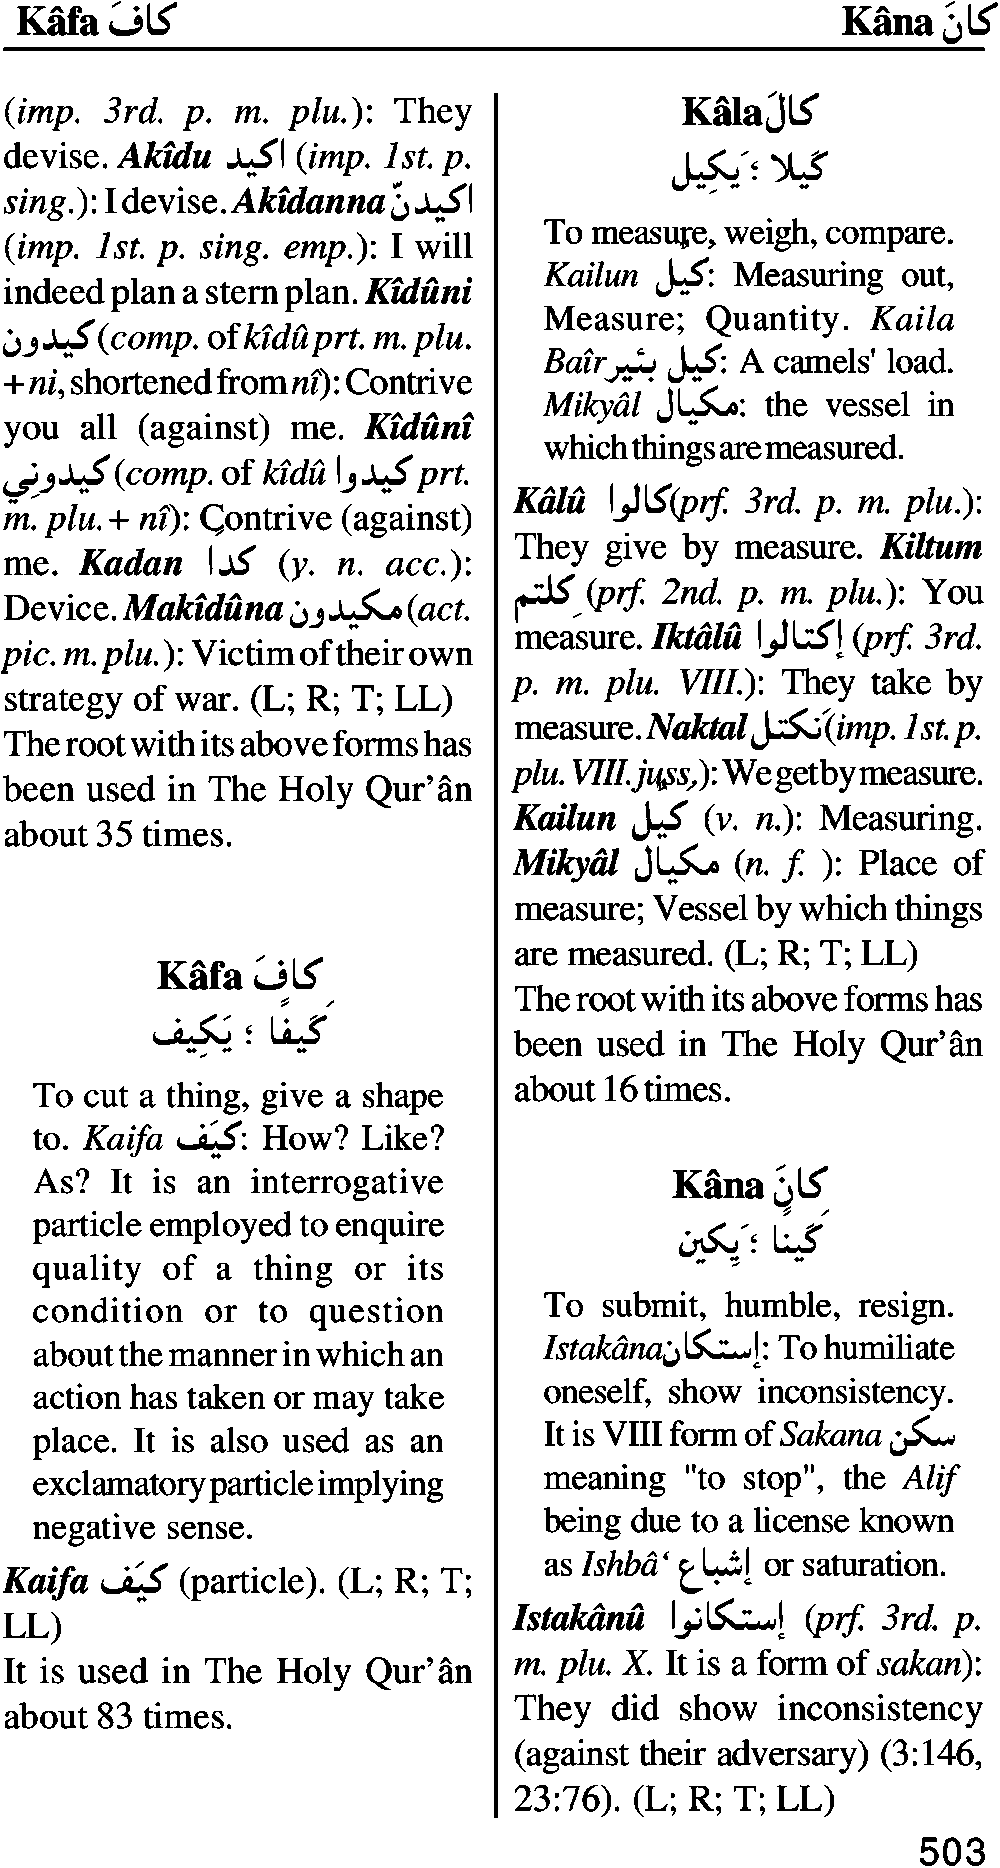 Kâfa كافَ
Kâna كانَ
(imp. 3rd. p. m. plu.): They
devise. Akîdu اكيد (imp. 1st. p.
sing.): I devise. Akîdanna اكيدنّ
(imp. 1st. p. sing. emp.): I will
indeed plan a stern plan. Kîdûni
كيدون (comp. of kîdû prt. m. plu.
+ ni, shortened from nî): Contrive
you all (against) me. Kîdûnî
كيدونِي (comp. of kîdû كيدوا prt.
m. plu. + nî): Contrive (against)
me. Kadan كداً (y. n. acc.):
Device. Makîdûna مكيدون (act.
pic. m. plu.): Victim of their own
strategy of war. (L; R; T; LL)
The root with its above forms has
been used in The Holy Qur'ân
about 35 times.
Kâfa كافَ
كَيفًا ؛ يَكِيف
To cut a thing, give a shape
to. Kaifa كيَف: How? Like?
As? It is an interrogative
particle employed to enquire
quality of a thing or its
condition or to question
about the manner in which an
action has taken or may take
place. It is also used as an
exclamatory particle implying
negative sense.
Kaifa كيَف (particle). (L; R; T;
LL)
It is used in The Holy Qur'ân
about 83 times.
Kâla كالَ
كَيلا ؛ يَكِيل
To measure, weigh, compare.
Kailun كيل: Measuring out,
Measure; Quantity. Kaila
Baîr كيل بئير: A camels' load.
Mikyâl مكيال: the vessel in
which things are measured.
Kâlû كالوا (prf. 3rd. p. m. plu.):
They give by measure. Kiltum
كِلتم (prf. 2nd. p. m. plu.): You
measure. Iktâlû إكتالوا (prf. 3rd.
p. m. plu. VIII.): They take by
measure. Naktal نَكتل (imp. 1st. p.
plu. VIII. juss,): We get by measure.
Kailun كيل (v. n.): Measuring.
Mikyâl مكيال (n. f. ): Place of
measure; Vessel by which things
are measured. (L; R; T; LL)
The root with its above forms has
been used in The Holy Qur'ân
about 16 times.
Kâna كانَ
كَينًا ؛ يَكِين
To submit, humble, resign.
Istakâna إستكان: To humiliate
oneself, show inconsistency.
It is VIII form of Sakana سكن
meaning "to stop", the Alif
being due to a license known
as Ishbâ‘ إشباع or saturation.
Istakânû إستكانوا (prf. 3rd. p.
m. plu. X. It is a form of sakan):
They did show inconsistency
(against their adversary) (3:146,
23:76). (L; R; T; LL)
503